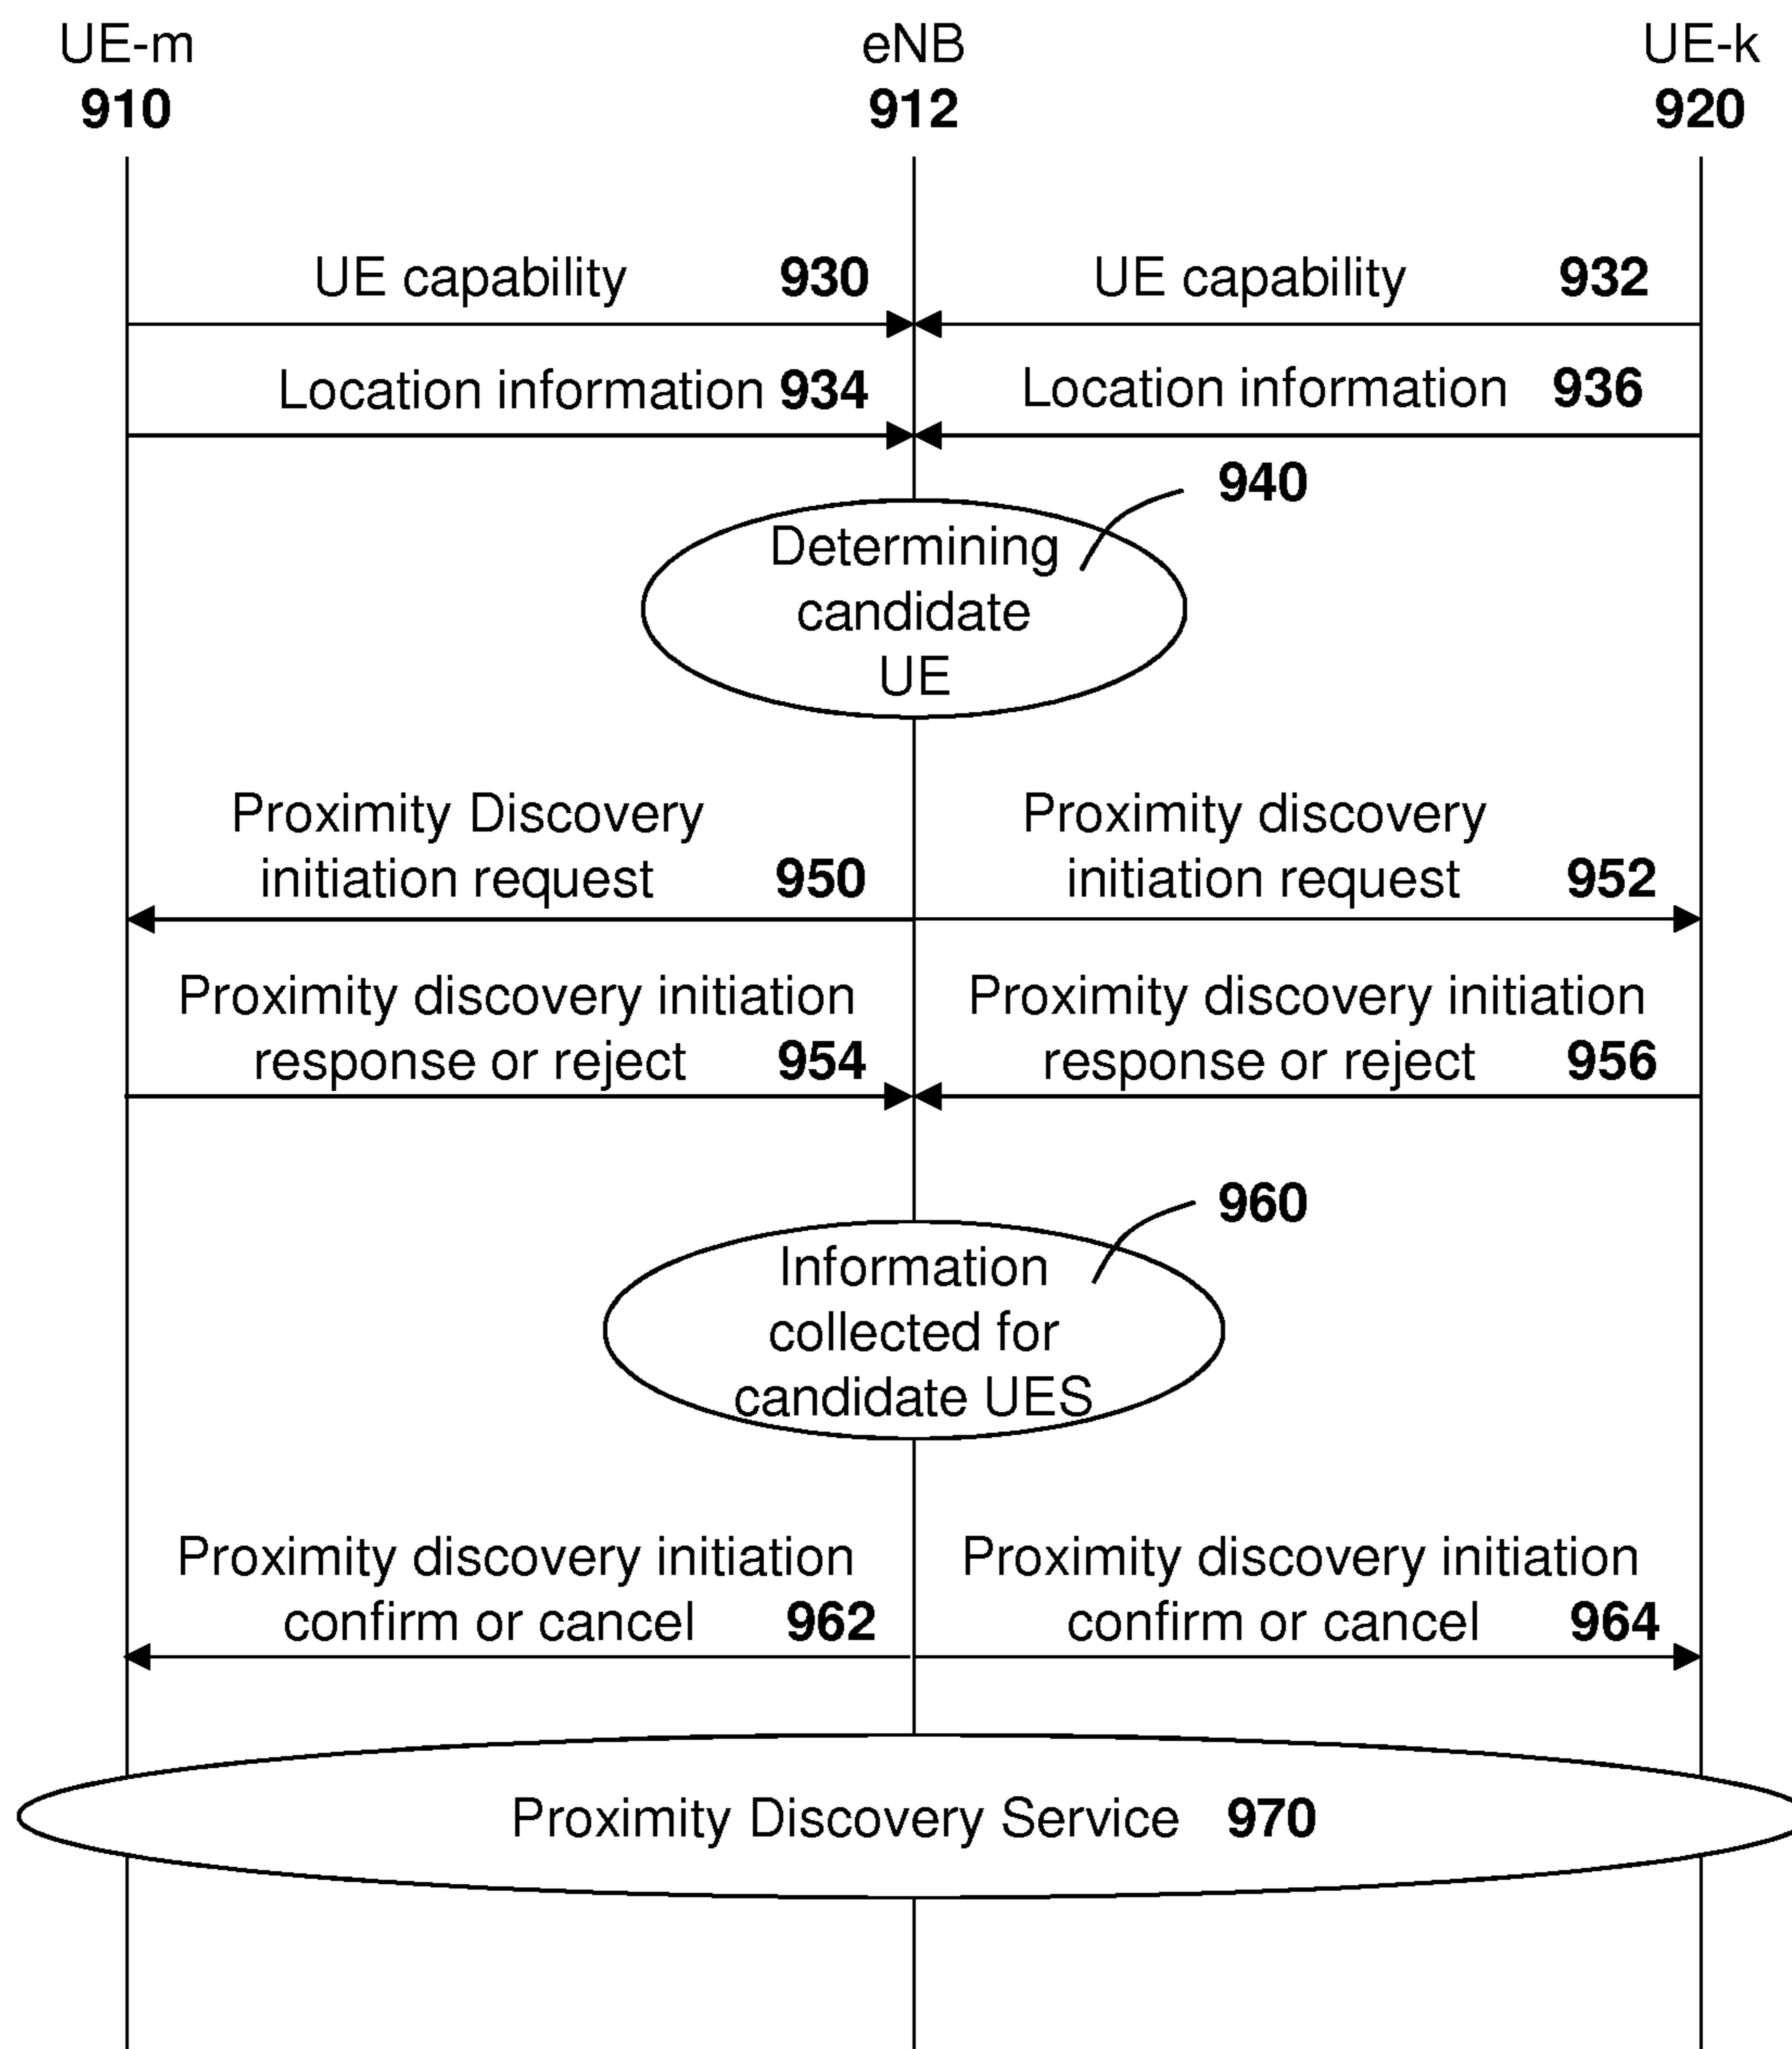 UE-m eNB UE-k
910 912 920
UE capability 930 UE capability 932
Location information 934 Location information 936
940
Determining
candidate
UE
Proximity Discovery Proximity discovery
initiation request 950 initiation request 952
Proximity discovery initiation Proximity discovery initiation
response or reject 954 response or reject 956
960
Information
collected for
candidate UES
Proximity discovery initiation Proximity discovery initiation
confirm or cancel 962 confirm or cancel 964
Proximity Discovery Service 970